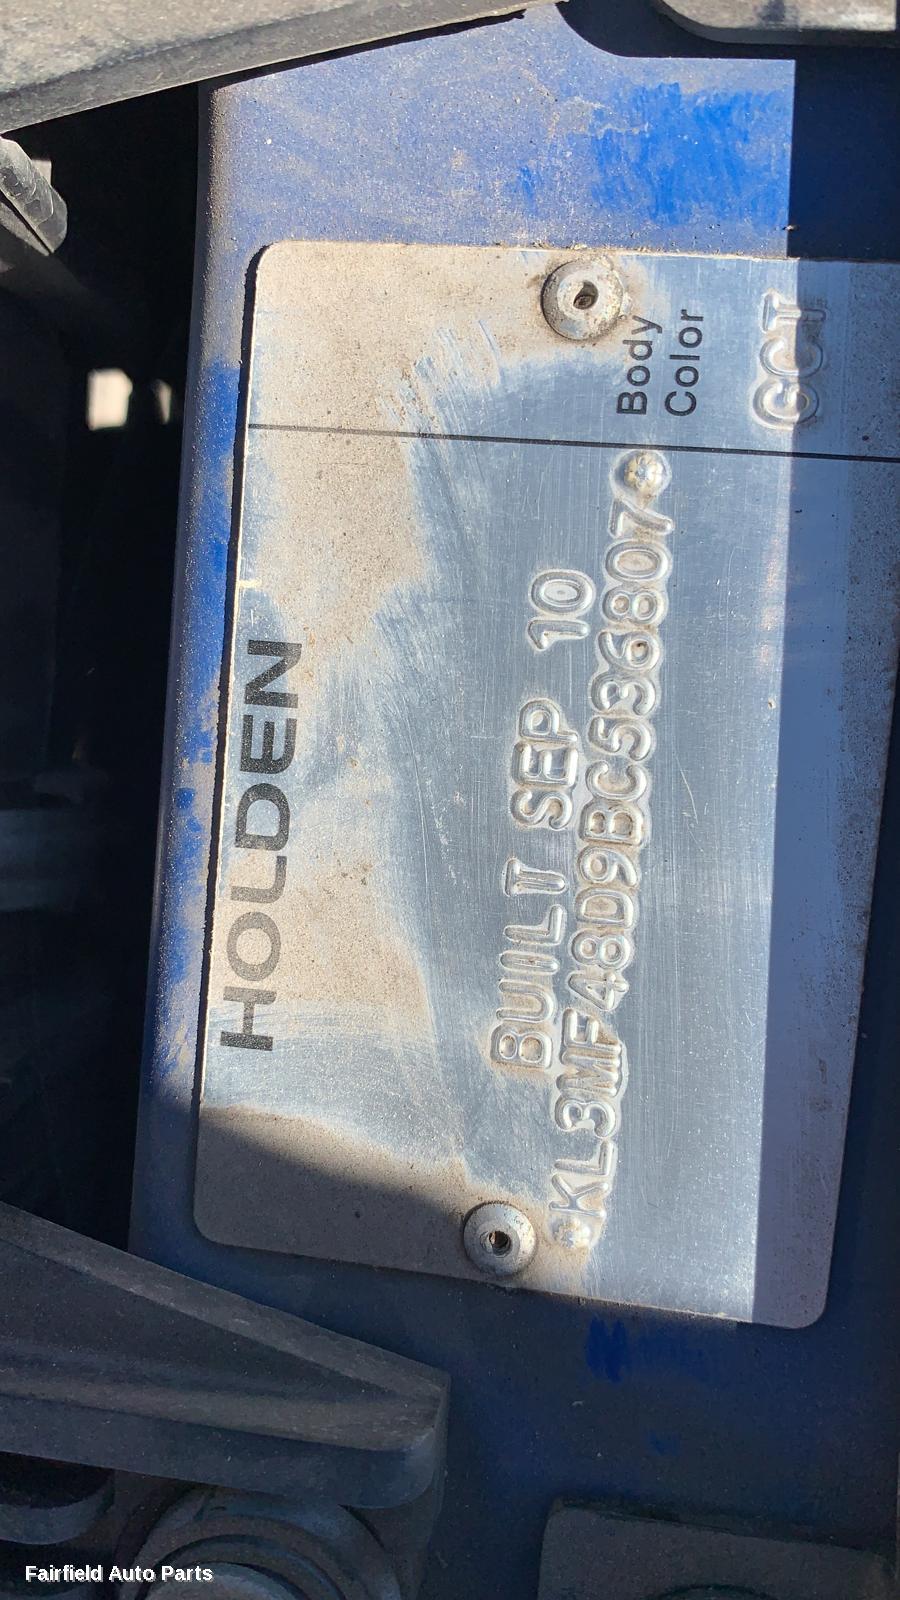 HOLDEN
BUILT SEP 10
*KL3MF48D9BC536807*
Body
Color
GCT
Fairfield Auto Parts